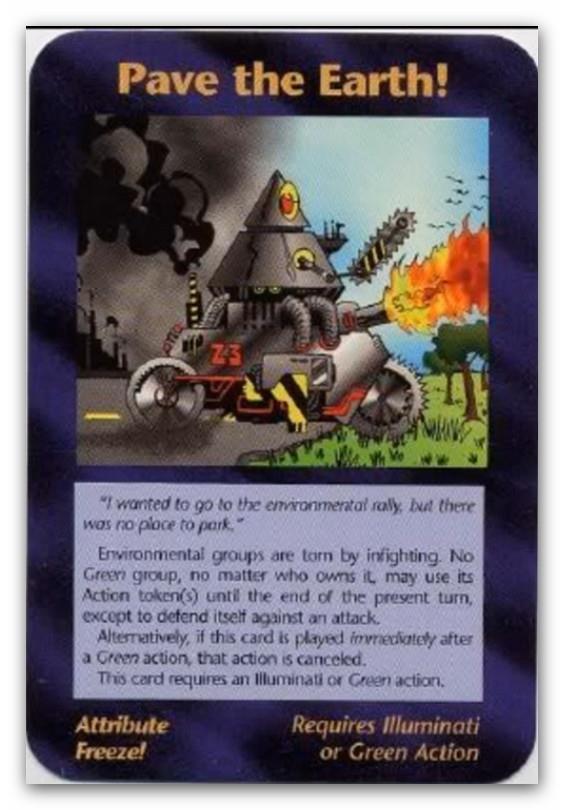 Pave the Earth!
Z-3
"I wanted to go to the environmental rally, but there
was no place to park."
Environmental groups are torn by infighting. No
Green group, no matter who owns it, may use its
Action token(s) until the end of the present turn,
except to defend itself against an attack.
Alternatively, if this card is played immediately after
a Green action, that action is canceled.
This card requires an Illuminati or Green action.
Attribute
Freeze!
Requires Illuminati
or Green Action